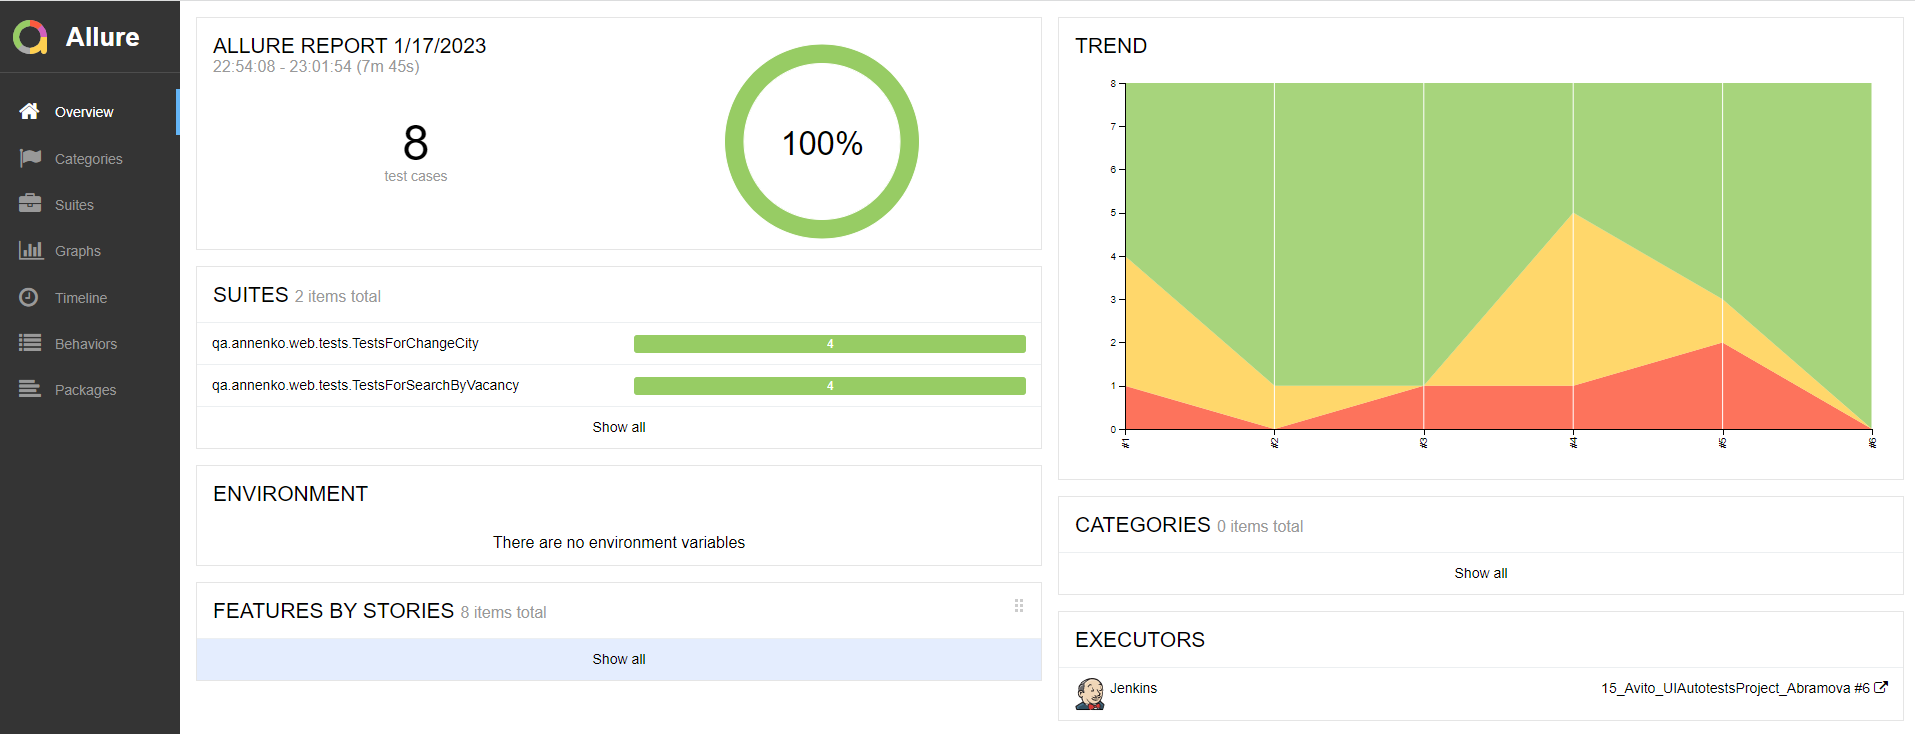 Allure
Overview
Categories
Suites
Graphs
Timeline
Behaviors
Packages
ALLURE REPORT 1/17/2023
22:54:08 - 23:01:54 (7m 45s)
8
test cases
100%
SUITES 2 items total
qa.annenko.web.tests.TestsForChangeCity 4
qa.annenko.web.tests.TestsForSearchByVacancy 4
Show all
ENVIRONMENT
There are no environment variables
FEATURES BY STORIES 8 items total
Show all
TREND
8
7
6
5
4
3
2
1
0
#1 #2 #3 #4 #5 #6
CATEGORIES 0 items total
Show all
EXECUTORS
Jenkins 15_Avito_UIAutotestsProject_Abramova #6